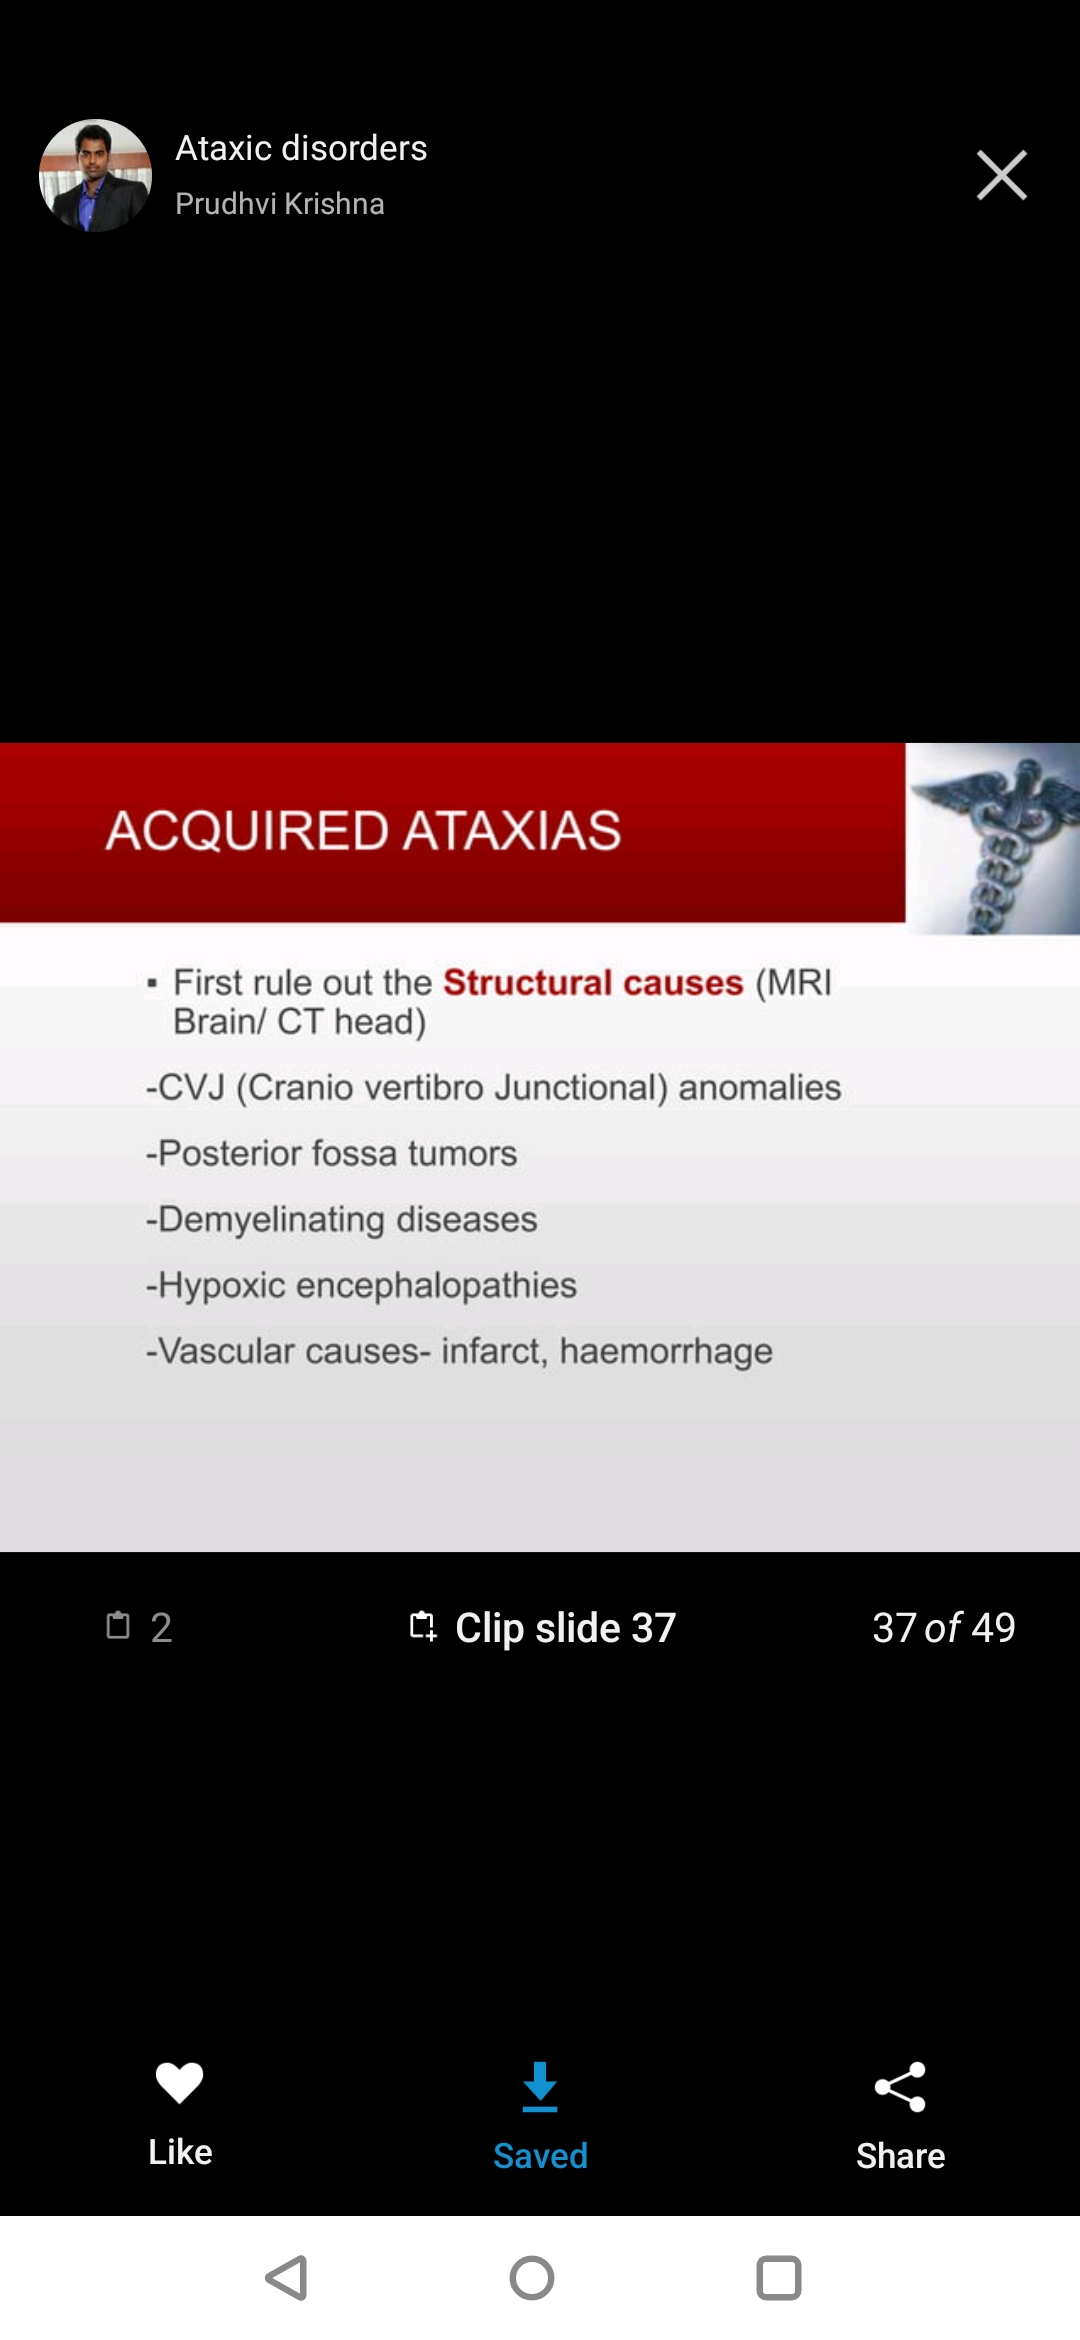 Ataxic disorders
Prudhvi Krishna
ACQUIRED ATAXIAS
▪ First rule out the Structural causes (MRI
Brain/ CT head)
-CVJ (Cranio vertibro Junctional) anomalies
-Posterior fossa tumors
-Demyelinating diseases
-Hypoxic encephalopathies
-Vascular causes- infarct, haemorrhage
2 Clip slide 37 37 of 49
Like Saved Share